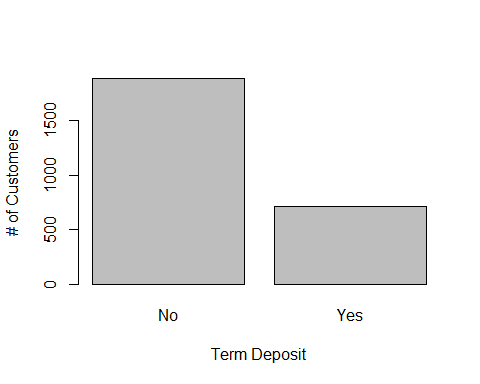 # of Customers
1500
1000
500
0
No Yes
Term Deposit